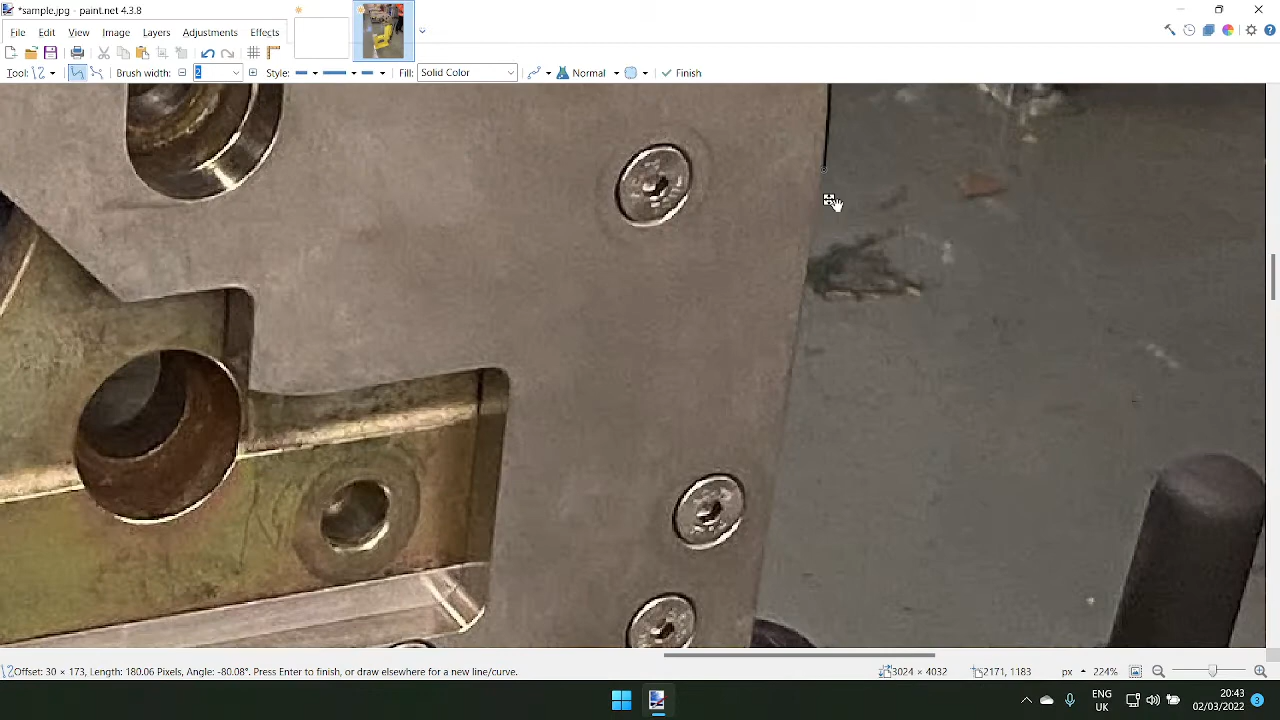 *sample.jpg - paint.net 4.3.8
File Edit View Image Layers Adjustments Effects
Tool: Brush width: 2 Style: Fill: Solid Color Normal Finish
Offset: 30 × 173, Length: 180.06 Pixels, Angle: -80.08°. Press Enter to finish, or draw elsewhere for a new line/curve. 3024 × 4032 2171, 1183 px 224%
ENG 20:43
UK 02/03/2022 3